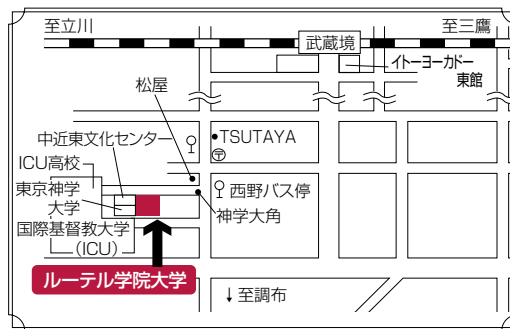 至立川
至三鷹
武蔵境
イトーヨーカドー
東館
松屋
中近東文化センター
TSUTAYA
〒
ICU高校
東京神学
大学
西野バス停
神学大角
国際基督教大学
(ICU)
ルーテル学院大学
↓至調布